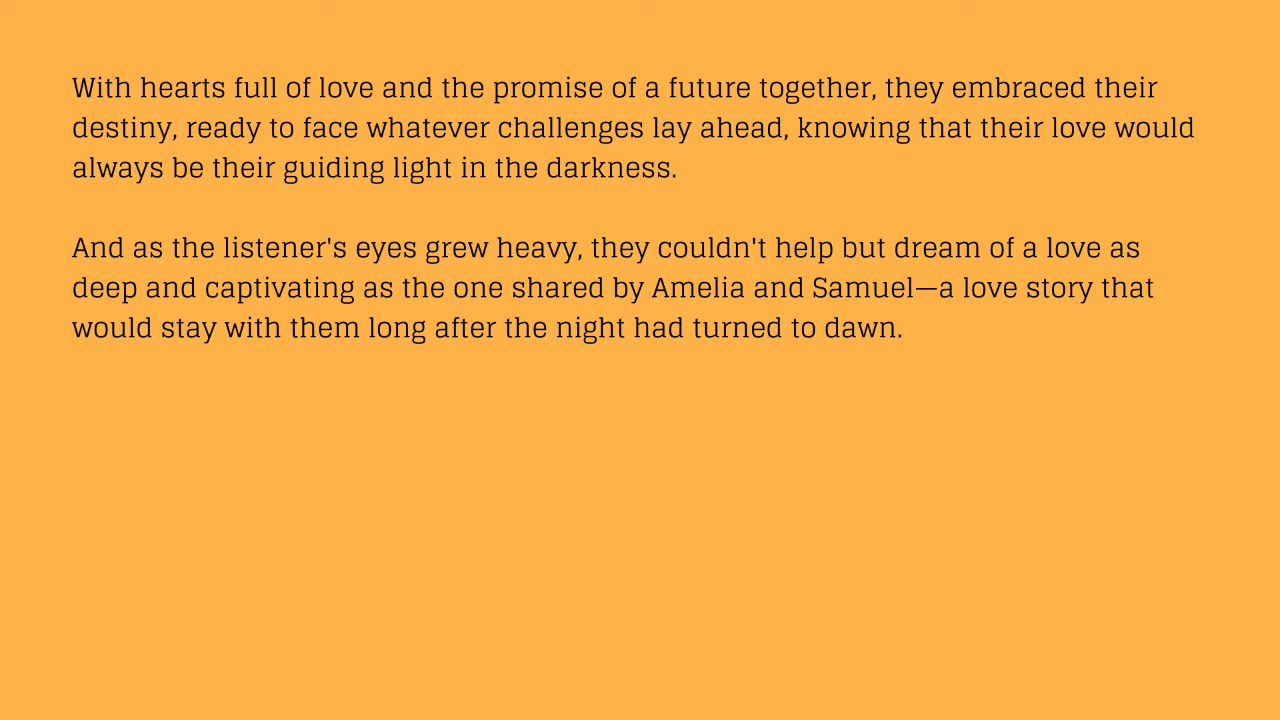 With hearts full of love and the promise of a future together, they embraced their
destiny, ready to face whatever challenges lay ahead, knowing that their love would
always be their guiding light in the darkness.
And as the listener's eyes grew heavy, they couldn't help but dream of a love as
deep and captivating as the one shared by Amelia and Samuel—a love story that
would stay with them long after the night had turned to dawn.